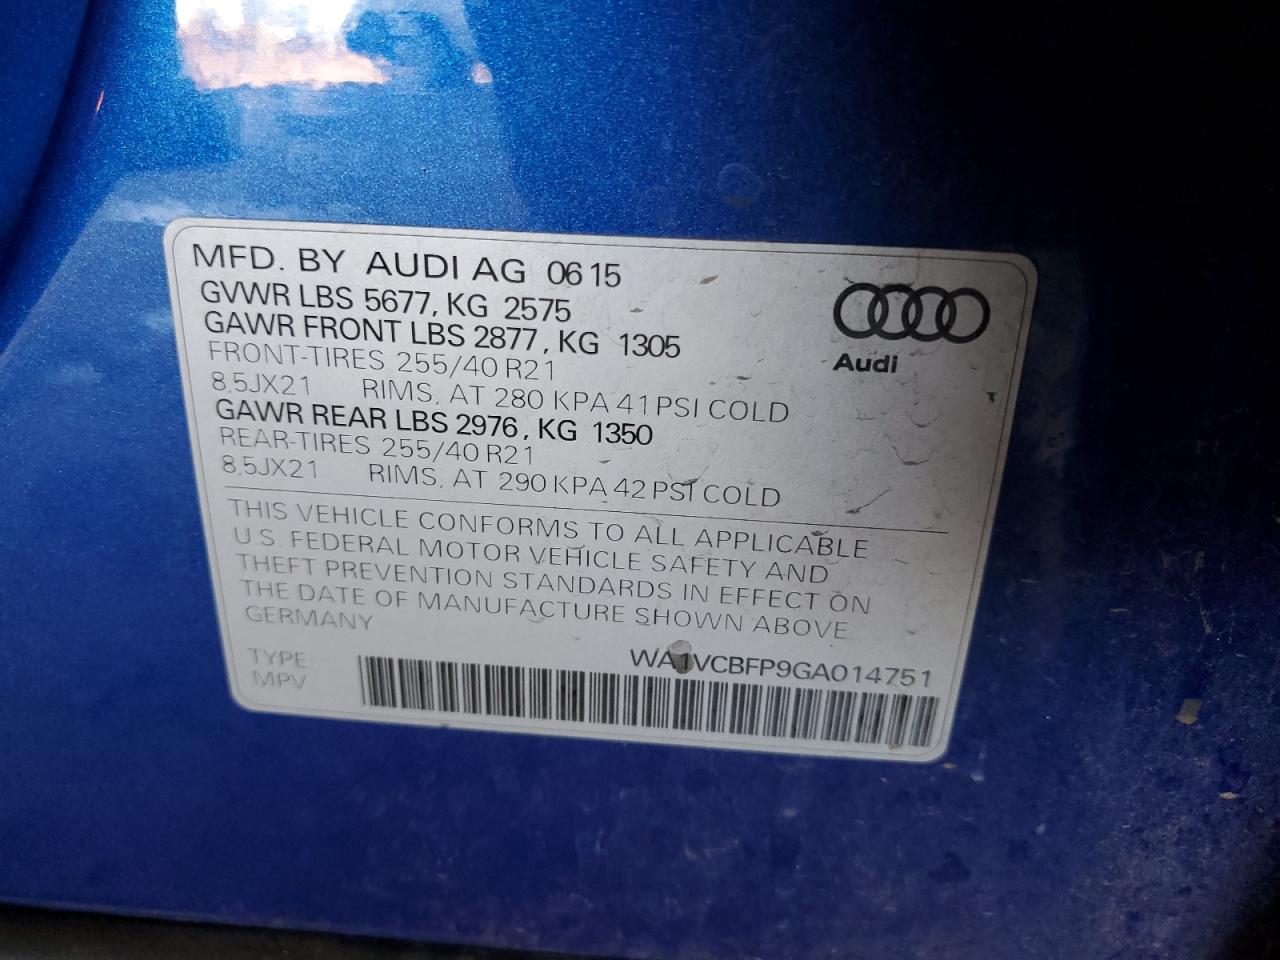 MFD. BY AUDI AG 06 15
GVWR LBS 5677, KG 2575
GAWR FRONT LBS 2877, KG 1305
FRONT-TIRES 255/40 R21
8,5JX21 RIMS, AT 280 KPA 41 PSI COLD
GAWR REAR LBS 2976, KG 1350
REAR-TIRES 255/40 R21
8,5JX21 RIMS, AT 290 KPA 42 PSI COLD
Audi
THIS VEHICLE CONFORMS TO ALL APPLICABLE
U.S. FEDERAL MOTOR VEHICLE SAFETY AND
THEFT PREVENTION STANDARDS IN EFFECT ON
THE DATE OF MANUFACTURE SHOWN ABOVE
GERMANY
WA1VCBFP9GA014751
TYPE
MPV